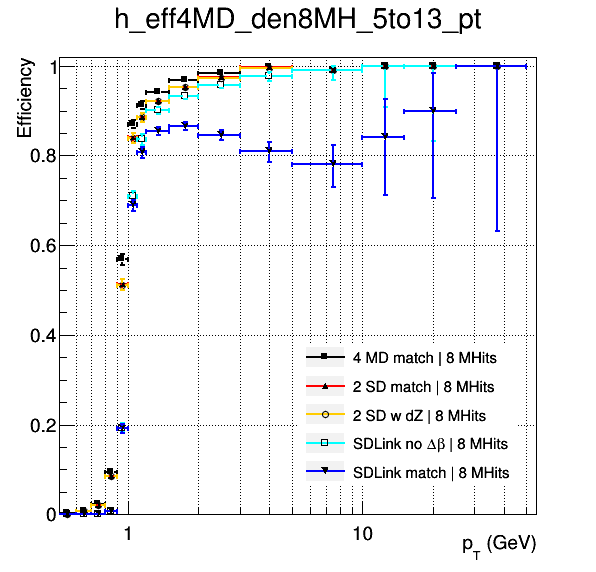 h_eff4MD_den8MH_5to13_pt
Efficiency
1
0.8
0.6
0.4
0.2
0
4 MD match | 8 MHits
2 SD match | 8 MHits
2 SD w dZ | 8 MHits
SDLink no Δβ | 8 MHits
SDLink match | 8 MHits
1
10
p_T (GeV)